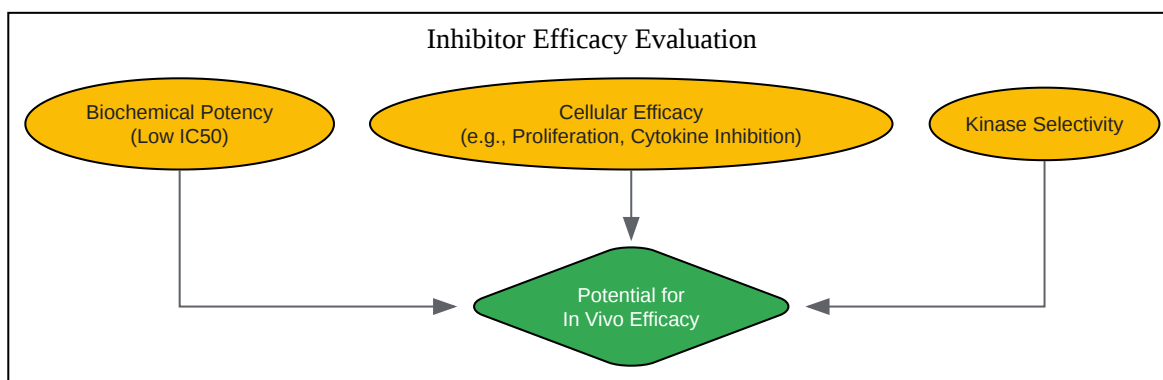 Inhibitor Efficacy Evaluation
Biochemical Potency
(Low IC50)
Cellular Efficacy
(e.g., Proliferation, Cytokine Inhibition)
Kinase Selectivity
Potential for
In Vivo Efficacy